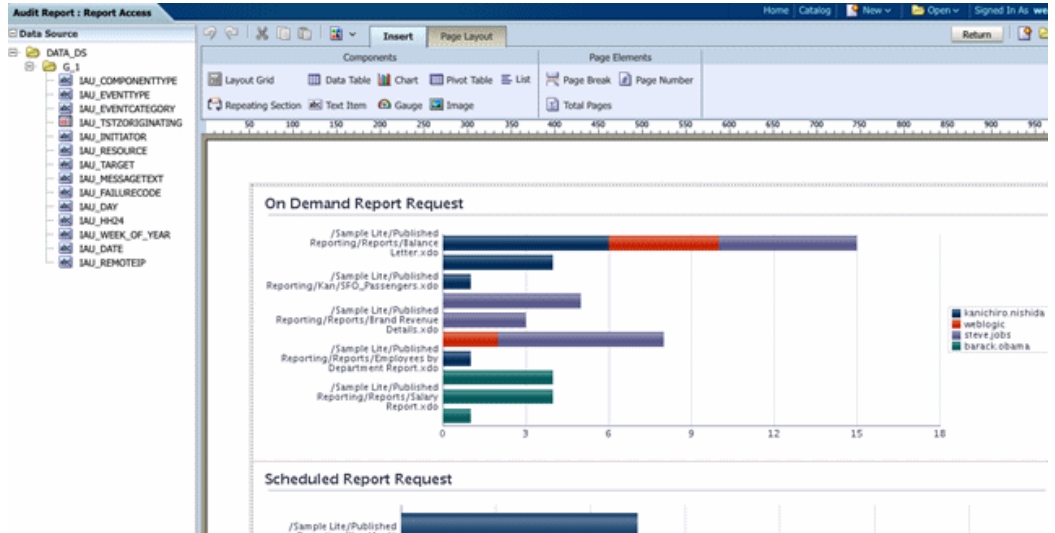 Audit Report : Report Access
Home Catalog New Open Signed In As we
Data Source
DATA_DS
G_1
IAU_COMPONENTTYPE
IAU_EVENTTYPE
IAU_EVENTCATEGORY
IAU_TSTZORIGINATING
IAU_INITIATOR
IAU_RESOURCE
IAU_TARGET
IAU_MESSAGETEXT
IAU_FAILURECODE
IAU_DAY
IAU_HH24
IAU_WEEK_OF_YEAR
IAU_DATE
IAU_REMOTEIP
Insert Page Layout Return
Components Page Elements
Layout Grid Data Table Chart Pivot Table List Page Break Page Number
Repeating Section Text Item Gauge Image Total Pages
50 100 150 200 250 300 350 400 450 500 550 600 650 700 750 800 850 900 950
On Demand Report Request
/Sample Lite/Published
Reporting/Reports/Balance
Letter.xdo
/Sample Lite/Published
Reporting/Kan/SFO_Passengers.xdo
/Sample Lite/Published
Reporting/Reports/Brand Revenue
Details.xdo
/Sample Lite/Published
Reporting/Reports/Employees by
Department Report.xdo
/Sample Lite/Published
Reporting/Reports/Salary
Report.xdo
0 3 6 9 12 15 18
kanichiro.nishida
weblogic
steve.jobs
barack.obama
Scheduled Report Request
/Sample Lite/Published